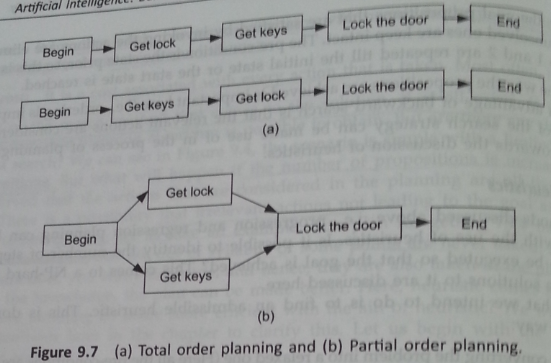 Artificial Intelligence:
Begin
Get lock
Get keys
Lock the door
End
Begin
Get keys
Get lock
Lock the door
End
(a)
Get lock
Begin
Lock the door
End
Get keys
(b)
Figure 9.7 (a) Total order planning and (b) Partial order planning.